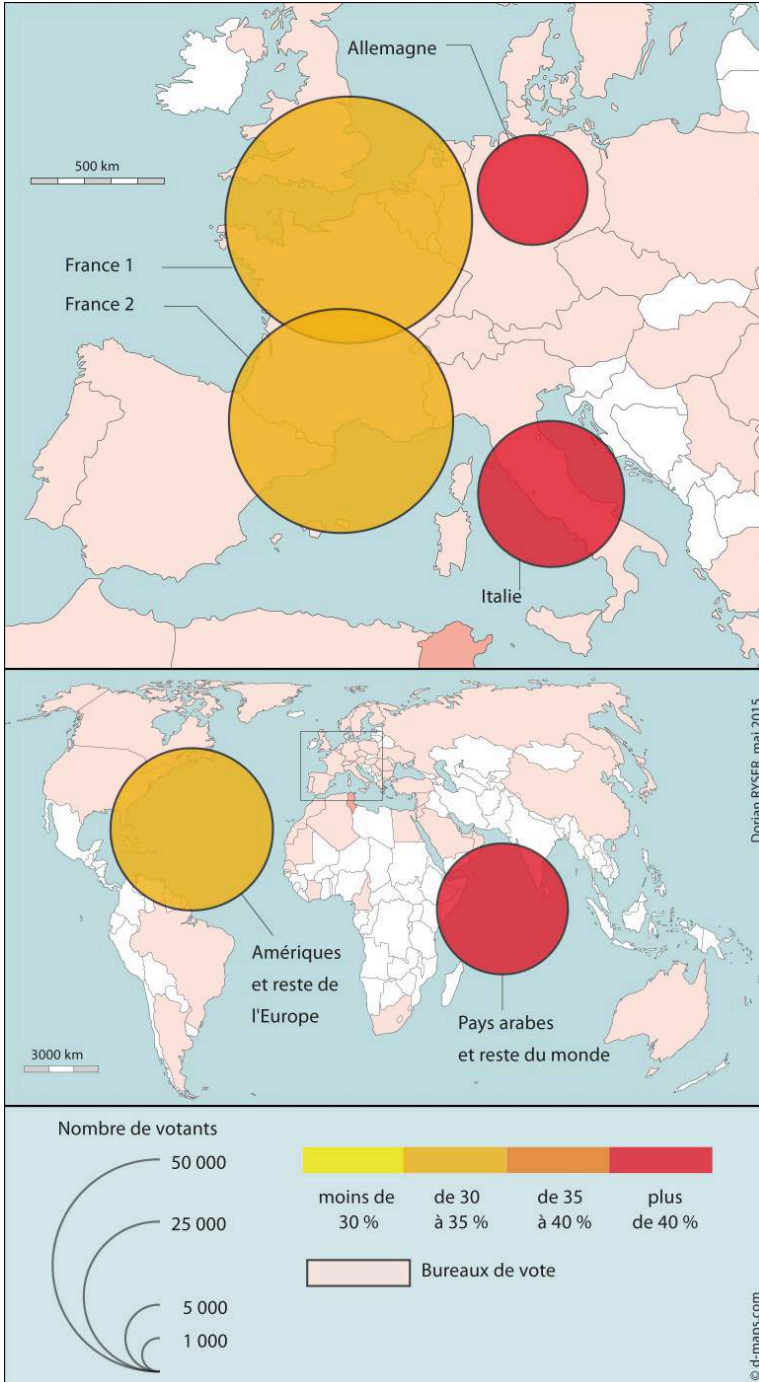 Allemagne
500 km
France 1
France 2
Italie
Dorian RYSER, mai 2015
Amériques
et reste de
l'Europe
Pays arabes
et reste du monde
3000 km
Nombre de votants
50 000
25 000
5 000
1 000
moins de
30 %
de 30
à 35 %
de 35
à 40 %
plus
de 40 %
Bureaux de vote
© d-maps.com